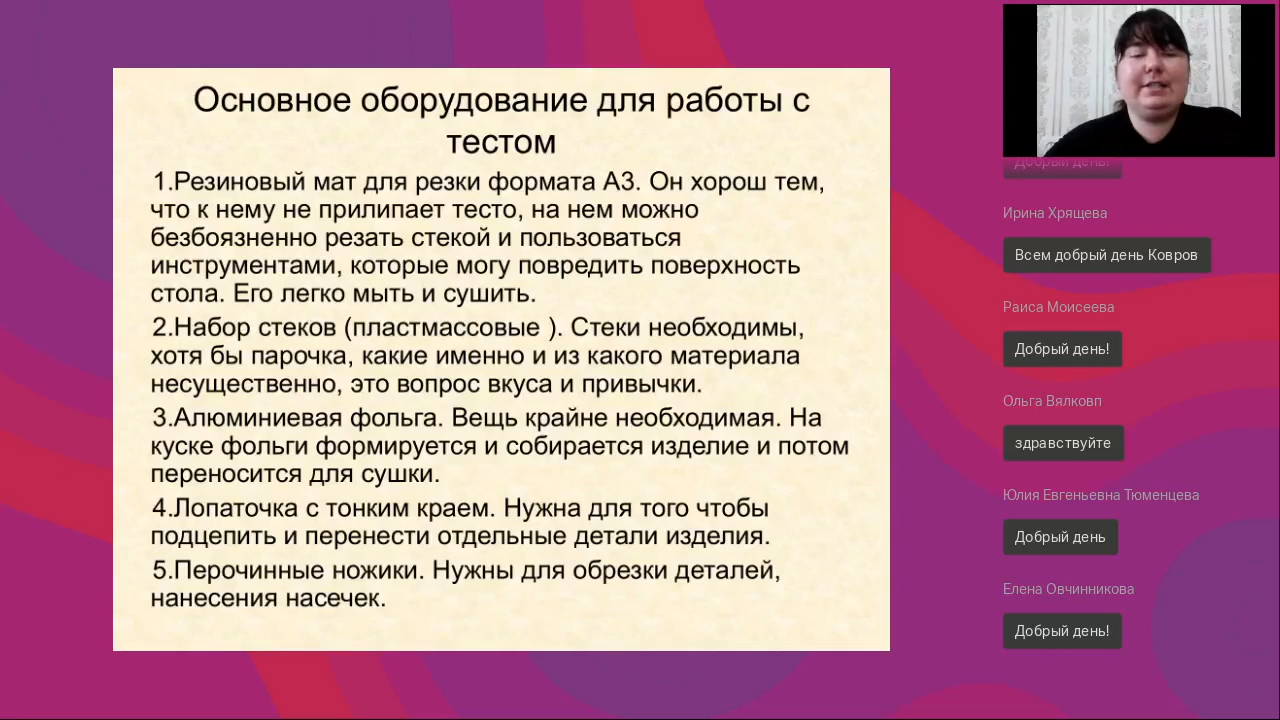 Основное оборудование для работы с
тестом
1.Резиновый мат для резки формата А3. Он хорош тем,
что к нему не прилипает тесто, на нем можно
безбоязненно резать стекой и пользоваться
инструментами, которые могу повредить поверхность
стола. Его легко мыть и сушить.
2.Набор стеков (пластмассовые ). Стеки необходимы,
хотя бы парочка, какие именно и из какого материала
несущественно, это вопрос вкуса и привычки.
3.Алюминиевая фольга. Вещь крайне необходимая. На
куске фольги формируется и собирается изделие и потом
переносится для сушки.
4.Лопаточка с тонким краем. Нужна для того чтобы
подцепить и перенести отдельные детали изделия.
5.Перочинные ножики. Нужны для обрезки деталей,
нанесения насечек.
Добрый день!
Ирина Хрящева
Всем добрый день Ковров
Раиса Моисеева
Добрый день!
Ольга Вялковп
здравствуйте
Юлия Евгеньевна Тюменцева
Добрый день
Елена Овчинникова
Добрый день!